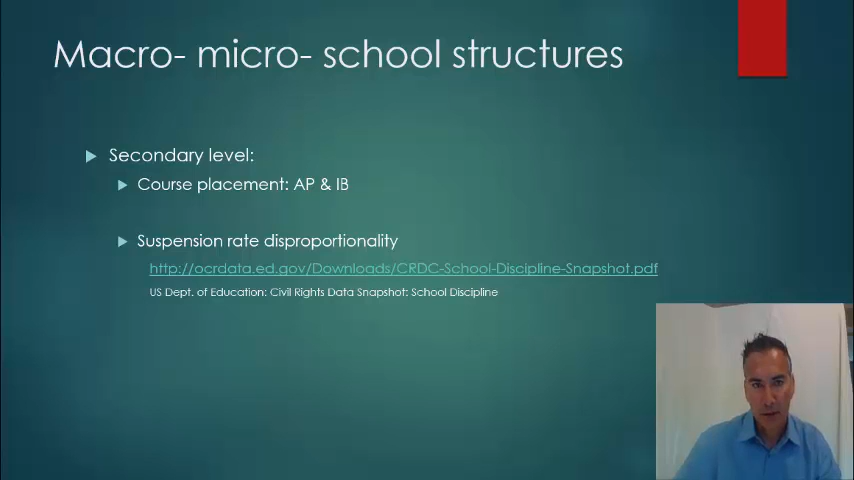 Macro- micro- school structures
Secondary level:
Course placement: AP & IB
Suspension rate disproportionality
http://ocrdata.ed.gov/Downloads/CRDC-School-Discipline-Snapshot.pdf
US Dept. of Education: Civil Rights Data Snapshot: School Discipline